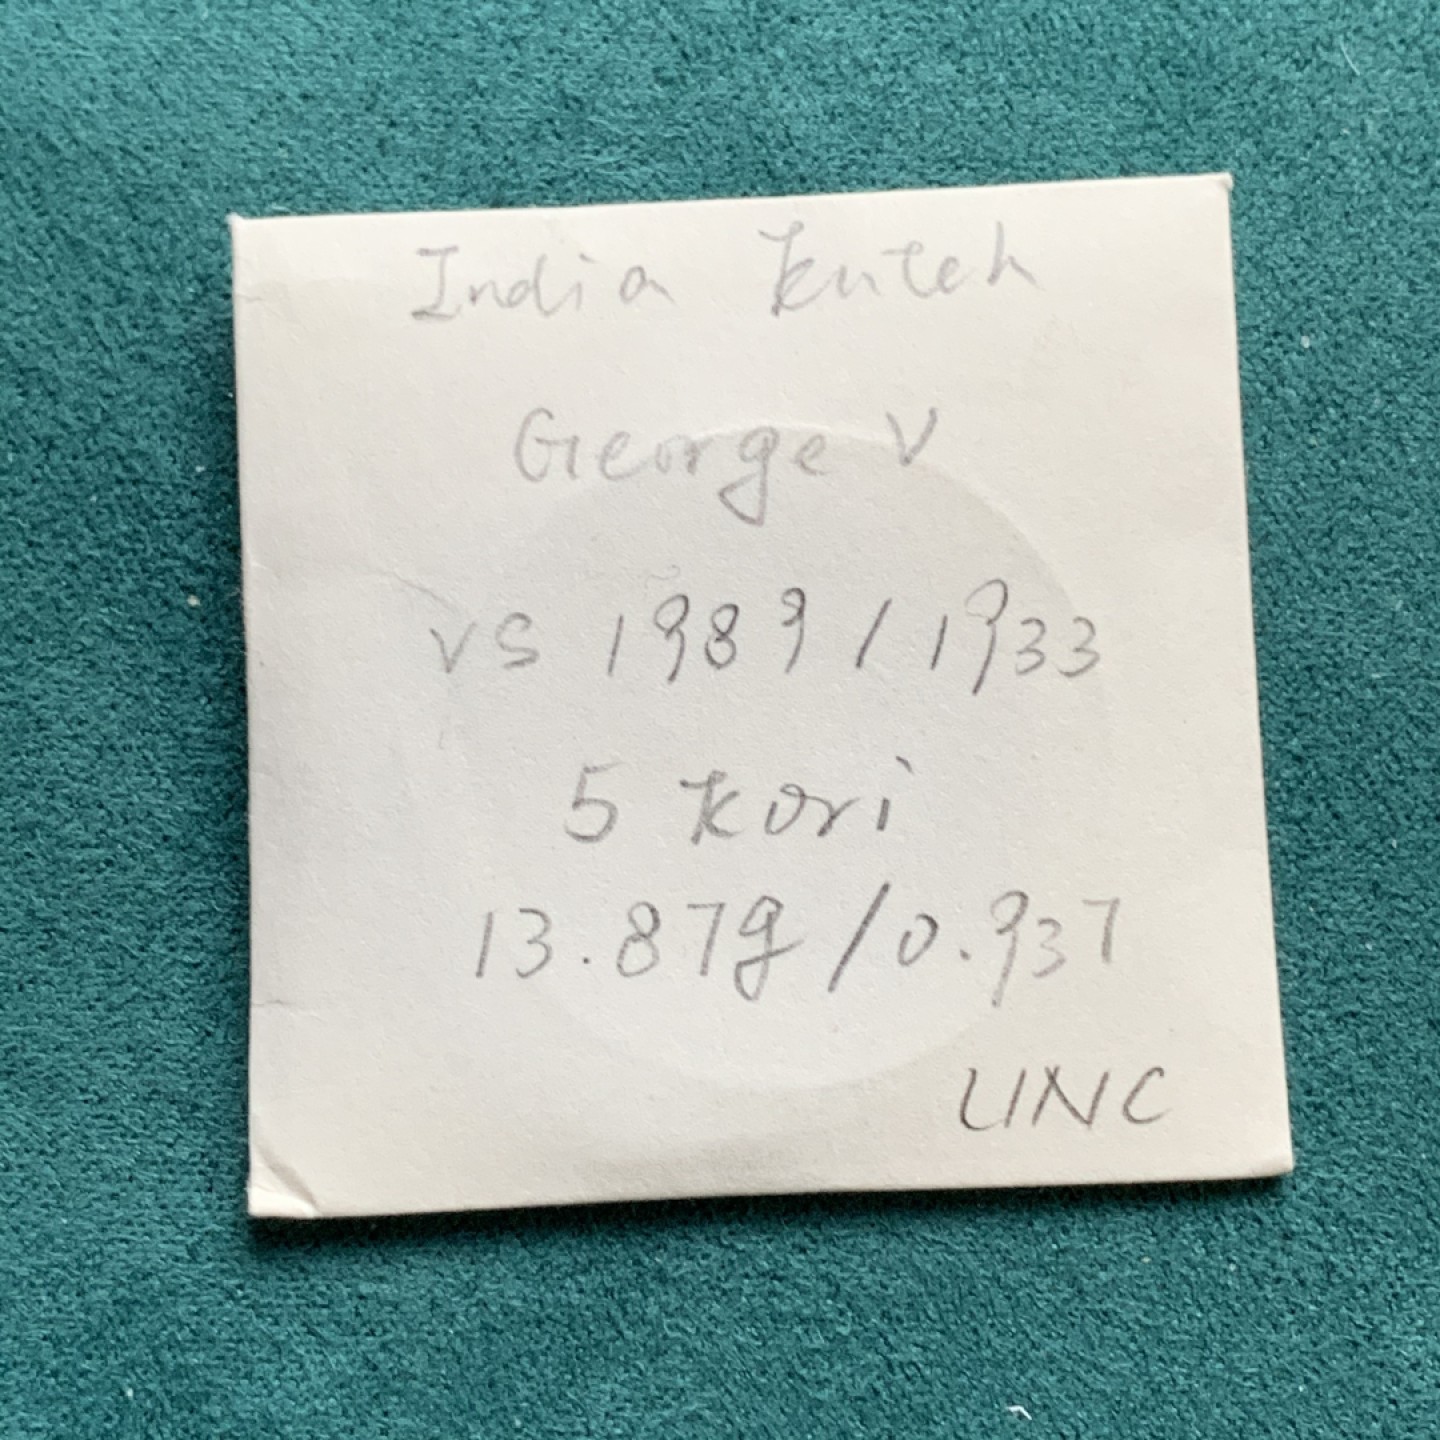 India Kutch
George V
VS 1989 / 1933
5 Kori
13.87g / 0.937
UNC